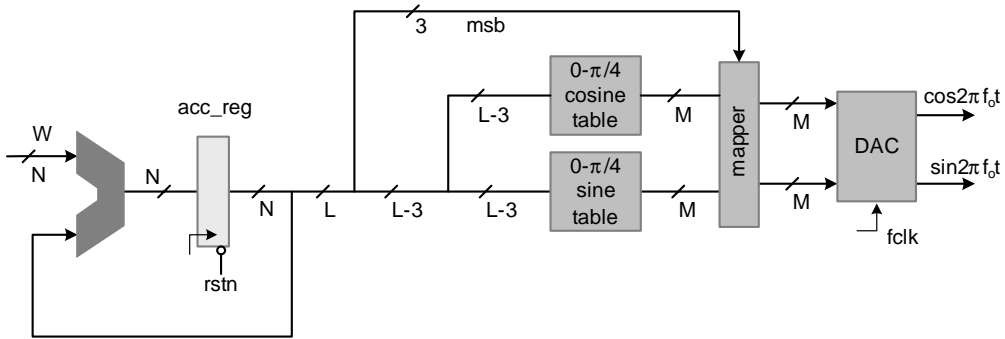 3 msb
0-π/4
cosine
table
L-3
M
acc_reg
W
N
N
N
L
L-3
L-3
0-π/4
sine
table
M
mapper
M
M
DAC
cos2πfot
sin2πfot
fclk
rstn